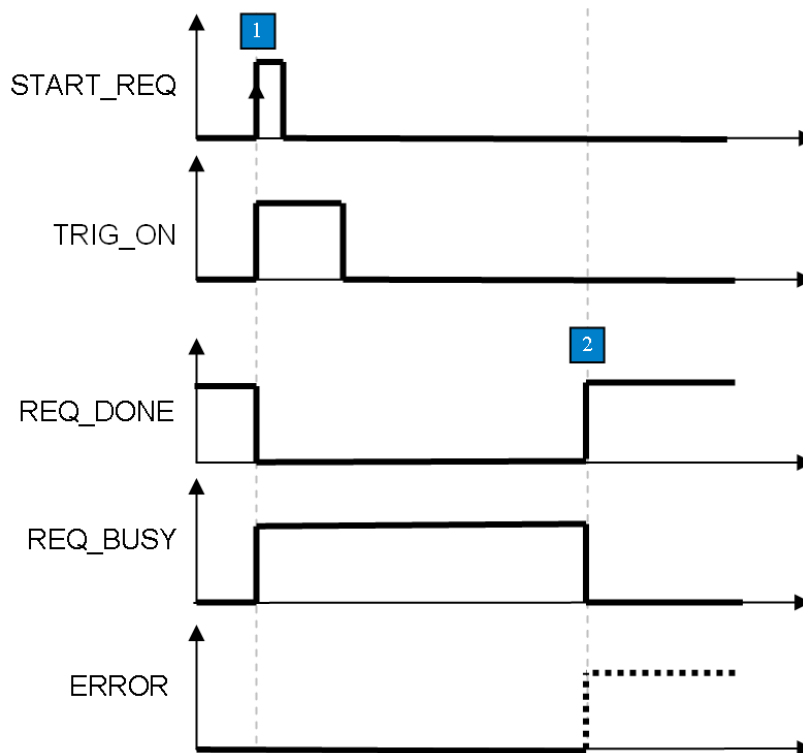 1
START_REQ
TRIG_ON
2
REQ_DONE
REQ_BUSY
ERROR